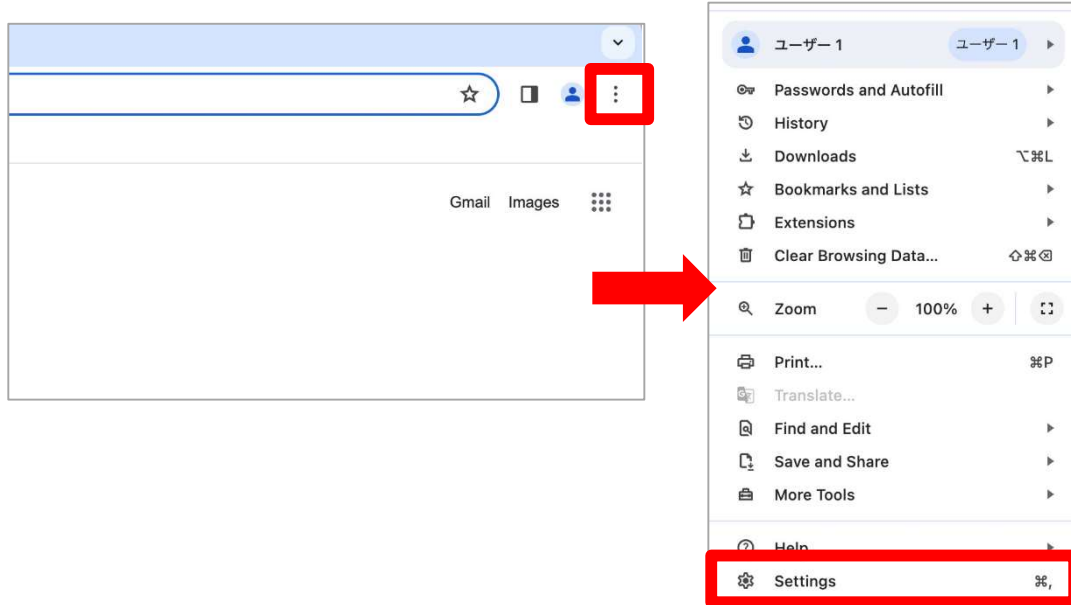 Gmail Images
ユーザー 1 ユーザー 1
Passwords and Autofill
History
Downloads ⌥⌘L
Bookmarks and Lists
Extensions
Clear Browsing Data... ⇧⌘⌫
Zoom − 100% +
Print... ⌘P
Translate...
Find and Edit
Save and Share
More Tools
Help
Settings ⌘,